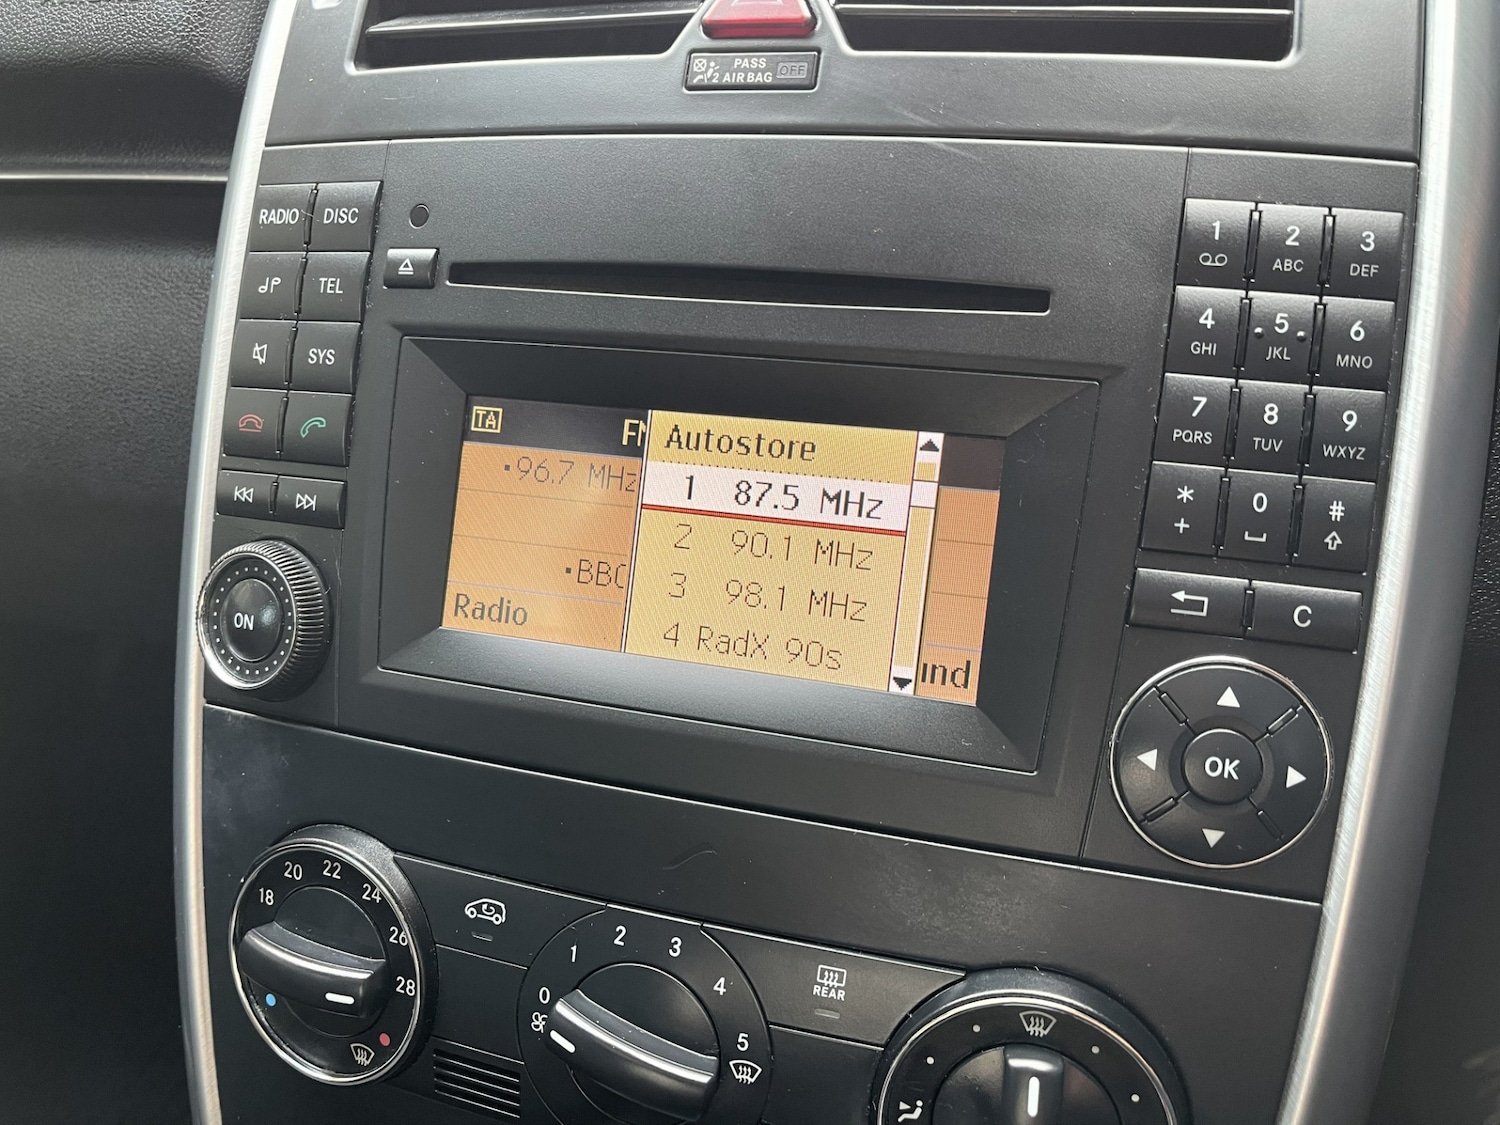 PASS
2 AIRBAG OFF
RADIO DISC
TEL
SYS
ON
TA FM
96.7 MHz
BBC
Radio
Autostore
1 87.5 MHz
2 90.1 MHz
3 98.1 MHz
4 RadX 90s
und
1 2 ABC 3 DEF
4 GHI 5 JKL 6 MNO
7 PQRS 8 TUV 9 WXYZ
* + 0 #
C
OK
18 20 22 24 26 28
0 1 2 3 4 5
REAR